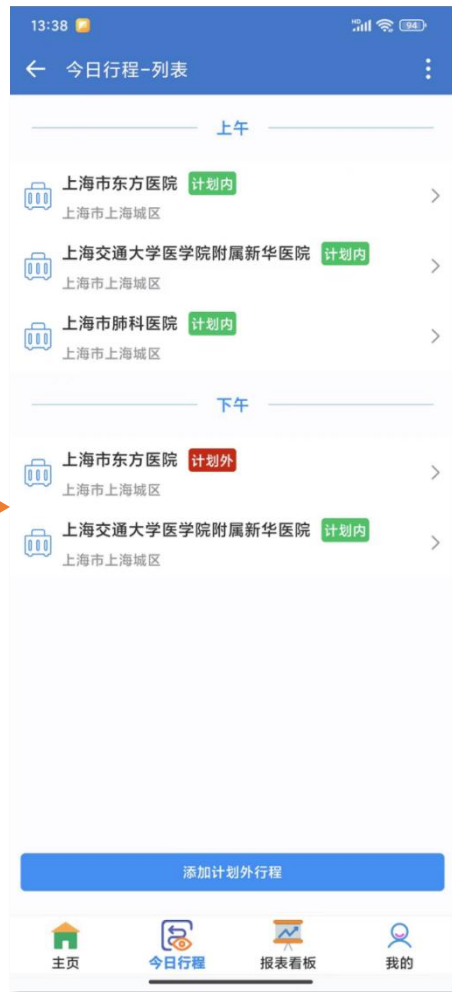 13:38 HD 94
今日行程-列表
上午
上海市东方医院 计划内
上海市上海城区
上海交通大学医学院附属新华医院 计划内
上海市上海城区
上海市肺科医院 计划内
上海市上海城区
下午
上海市东方医院 计划外
上海市上海城区
上海交通大学医学院附属新华医院 计划内
上海市上海城区
添加计划外行程
主页 今日行程 报表看板 我的